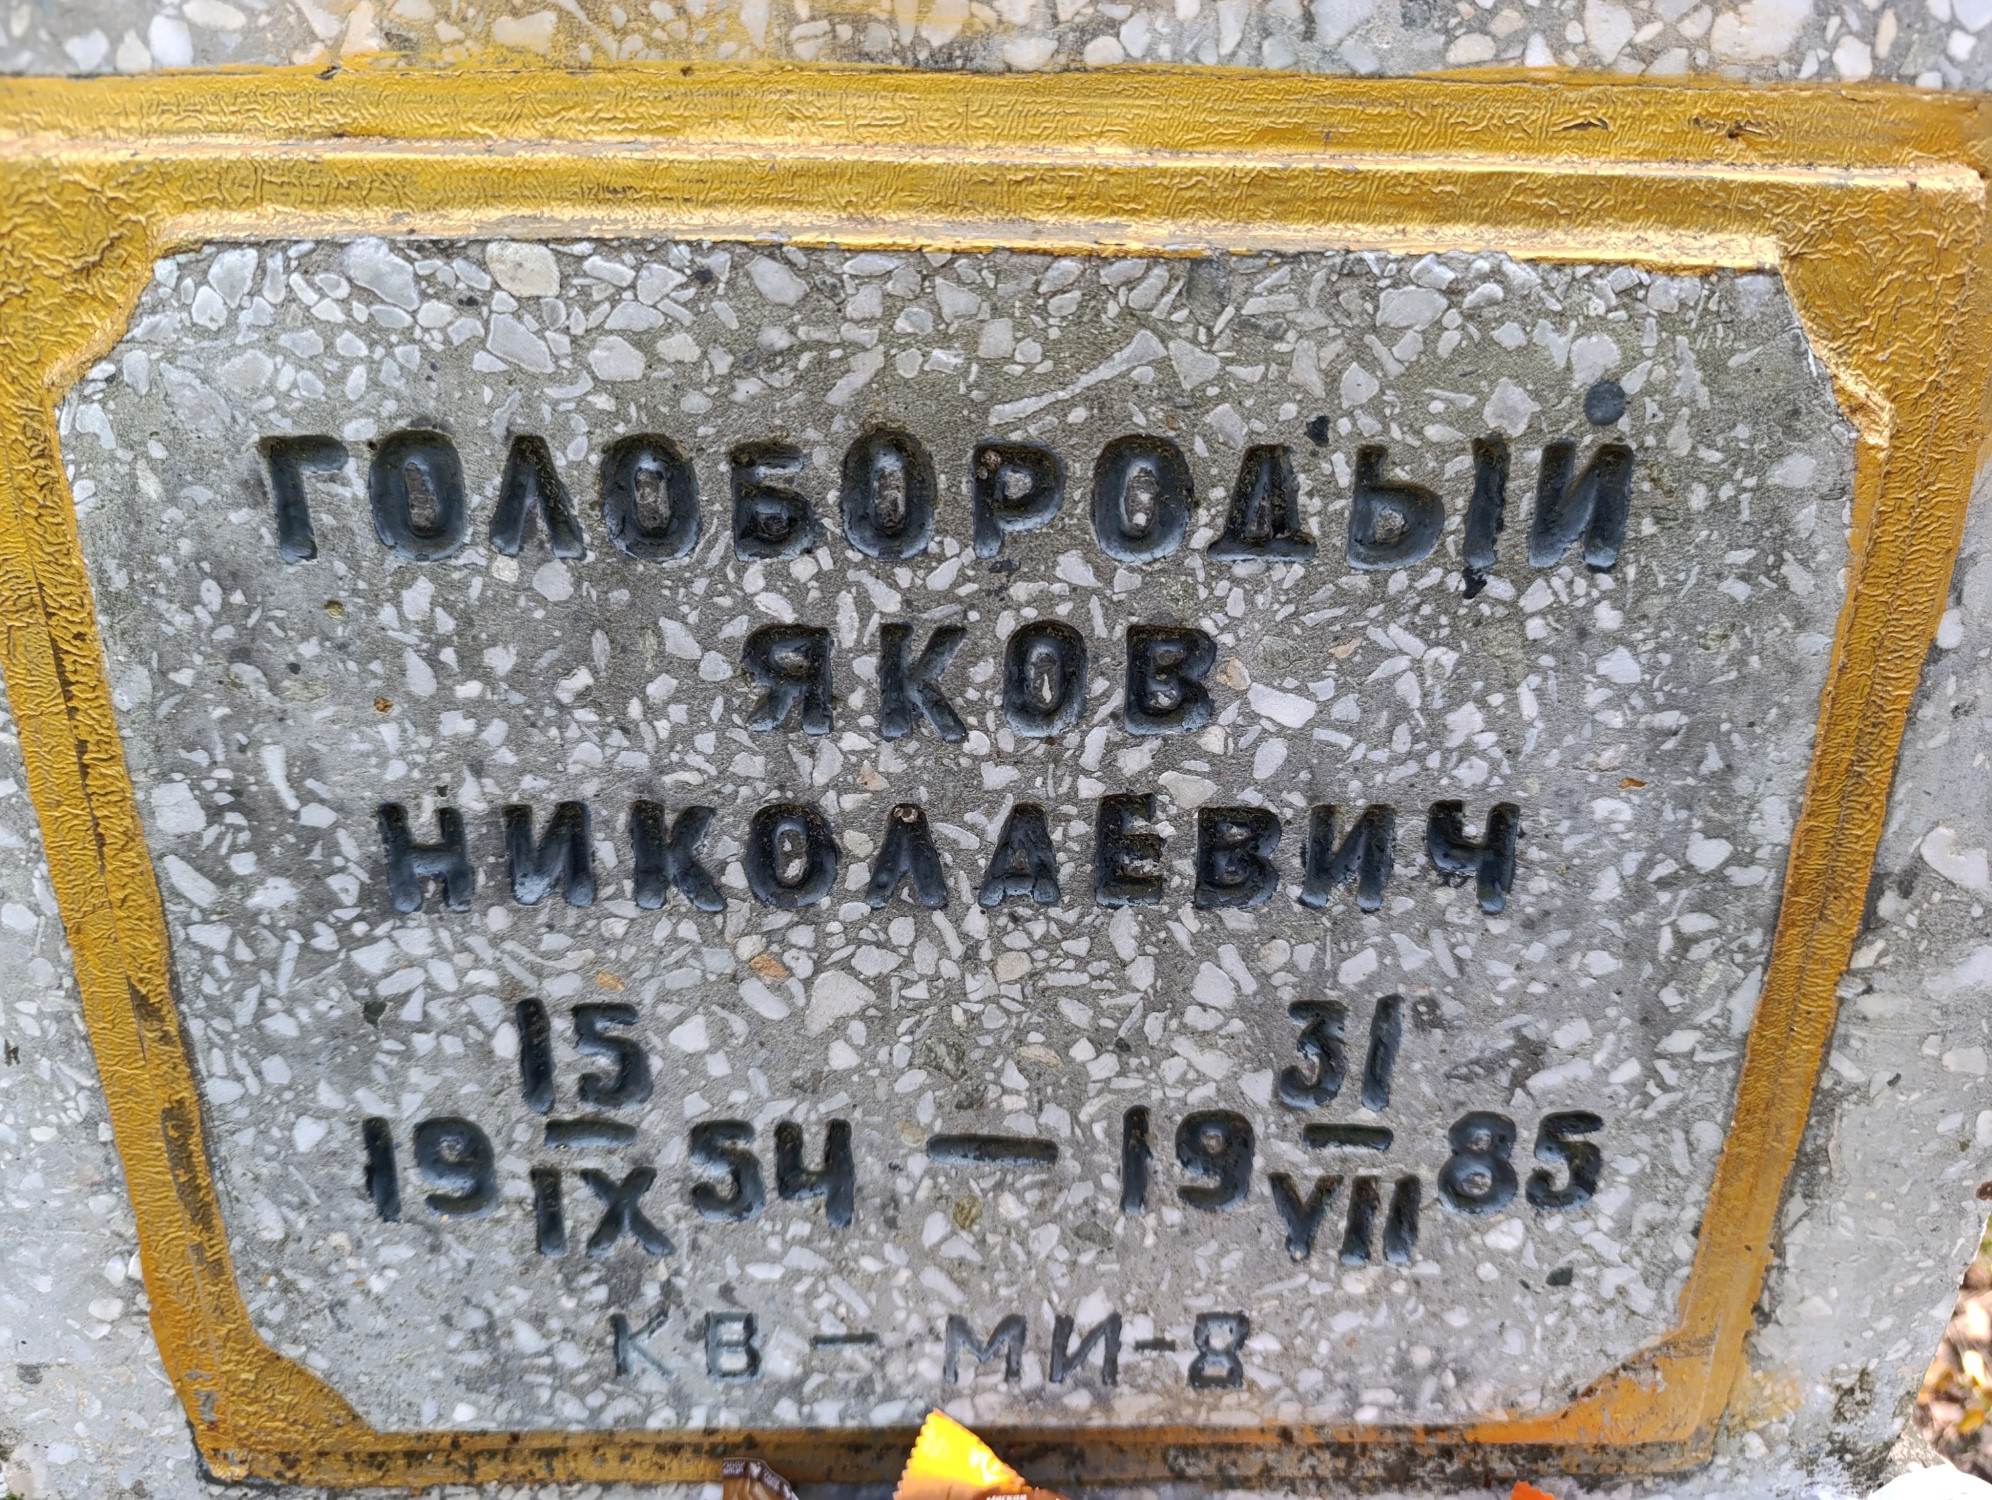 ГОЛОБОРОДЫЙ
ЯКОВ
НИКОЛАЕВИЧ
19 15/IX 54 — 19 31/VII 85
КВ — МИ-8